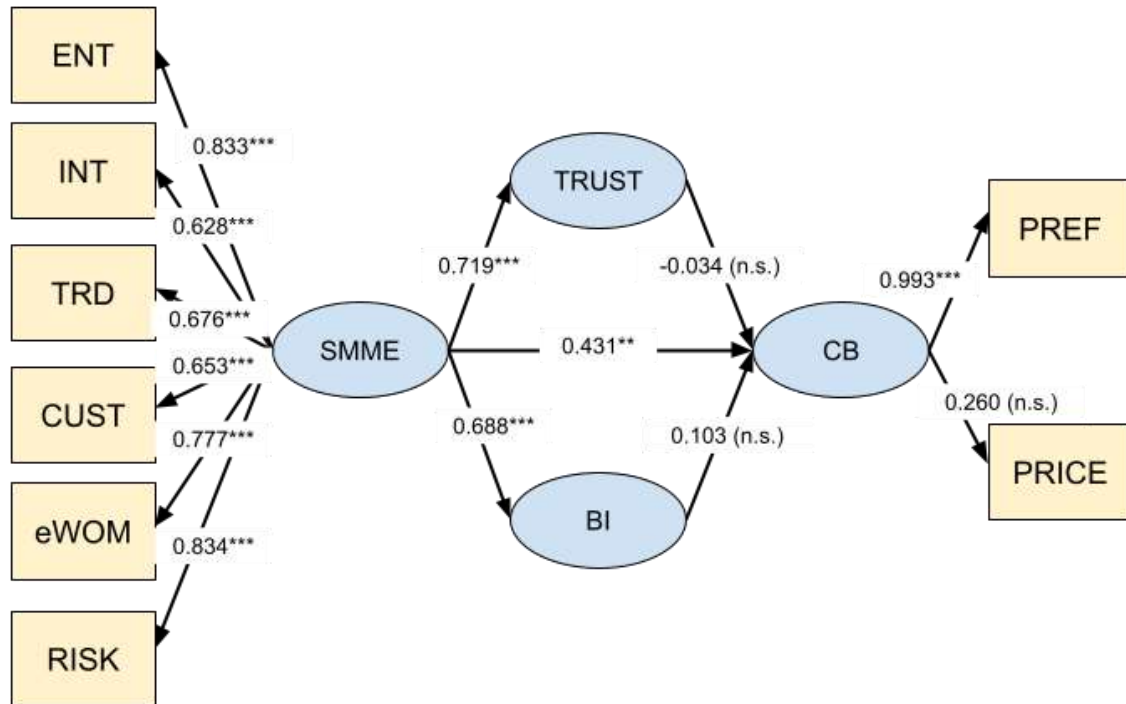 ENT
0.833***
INT
0.628***
TRD
0.676***
0.653***
CUST
0.777***
eWOM
0.834***
RISK
SMME
TRUST
0.719***
-0.034 (n.s.)
0.431**
0.688***
0.103 (n.s.)
BI
CB
PREF
0.993***
0.260 (n.s.)
PRICE